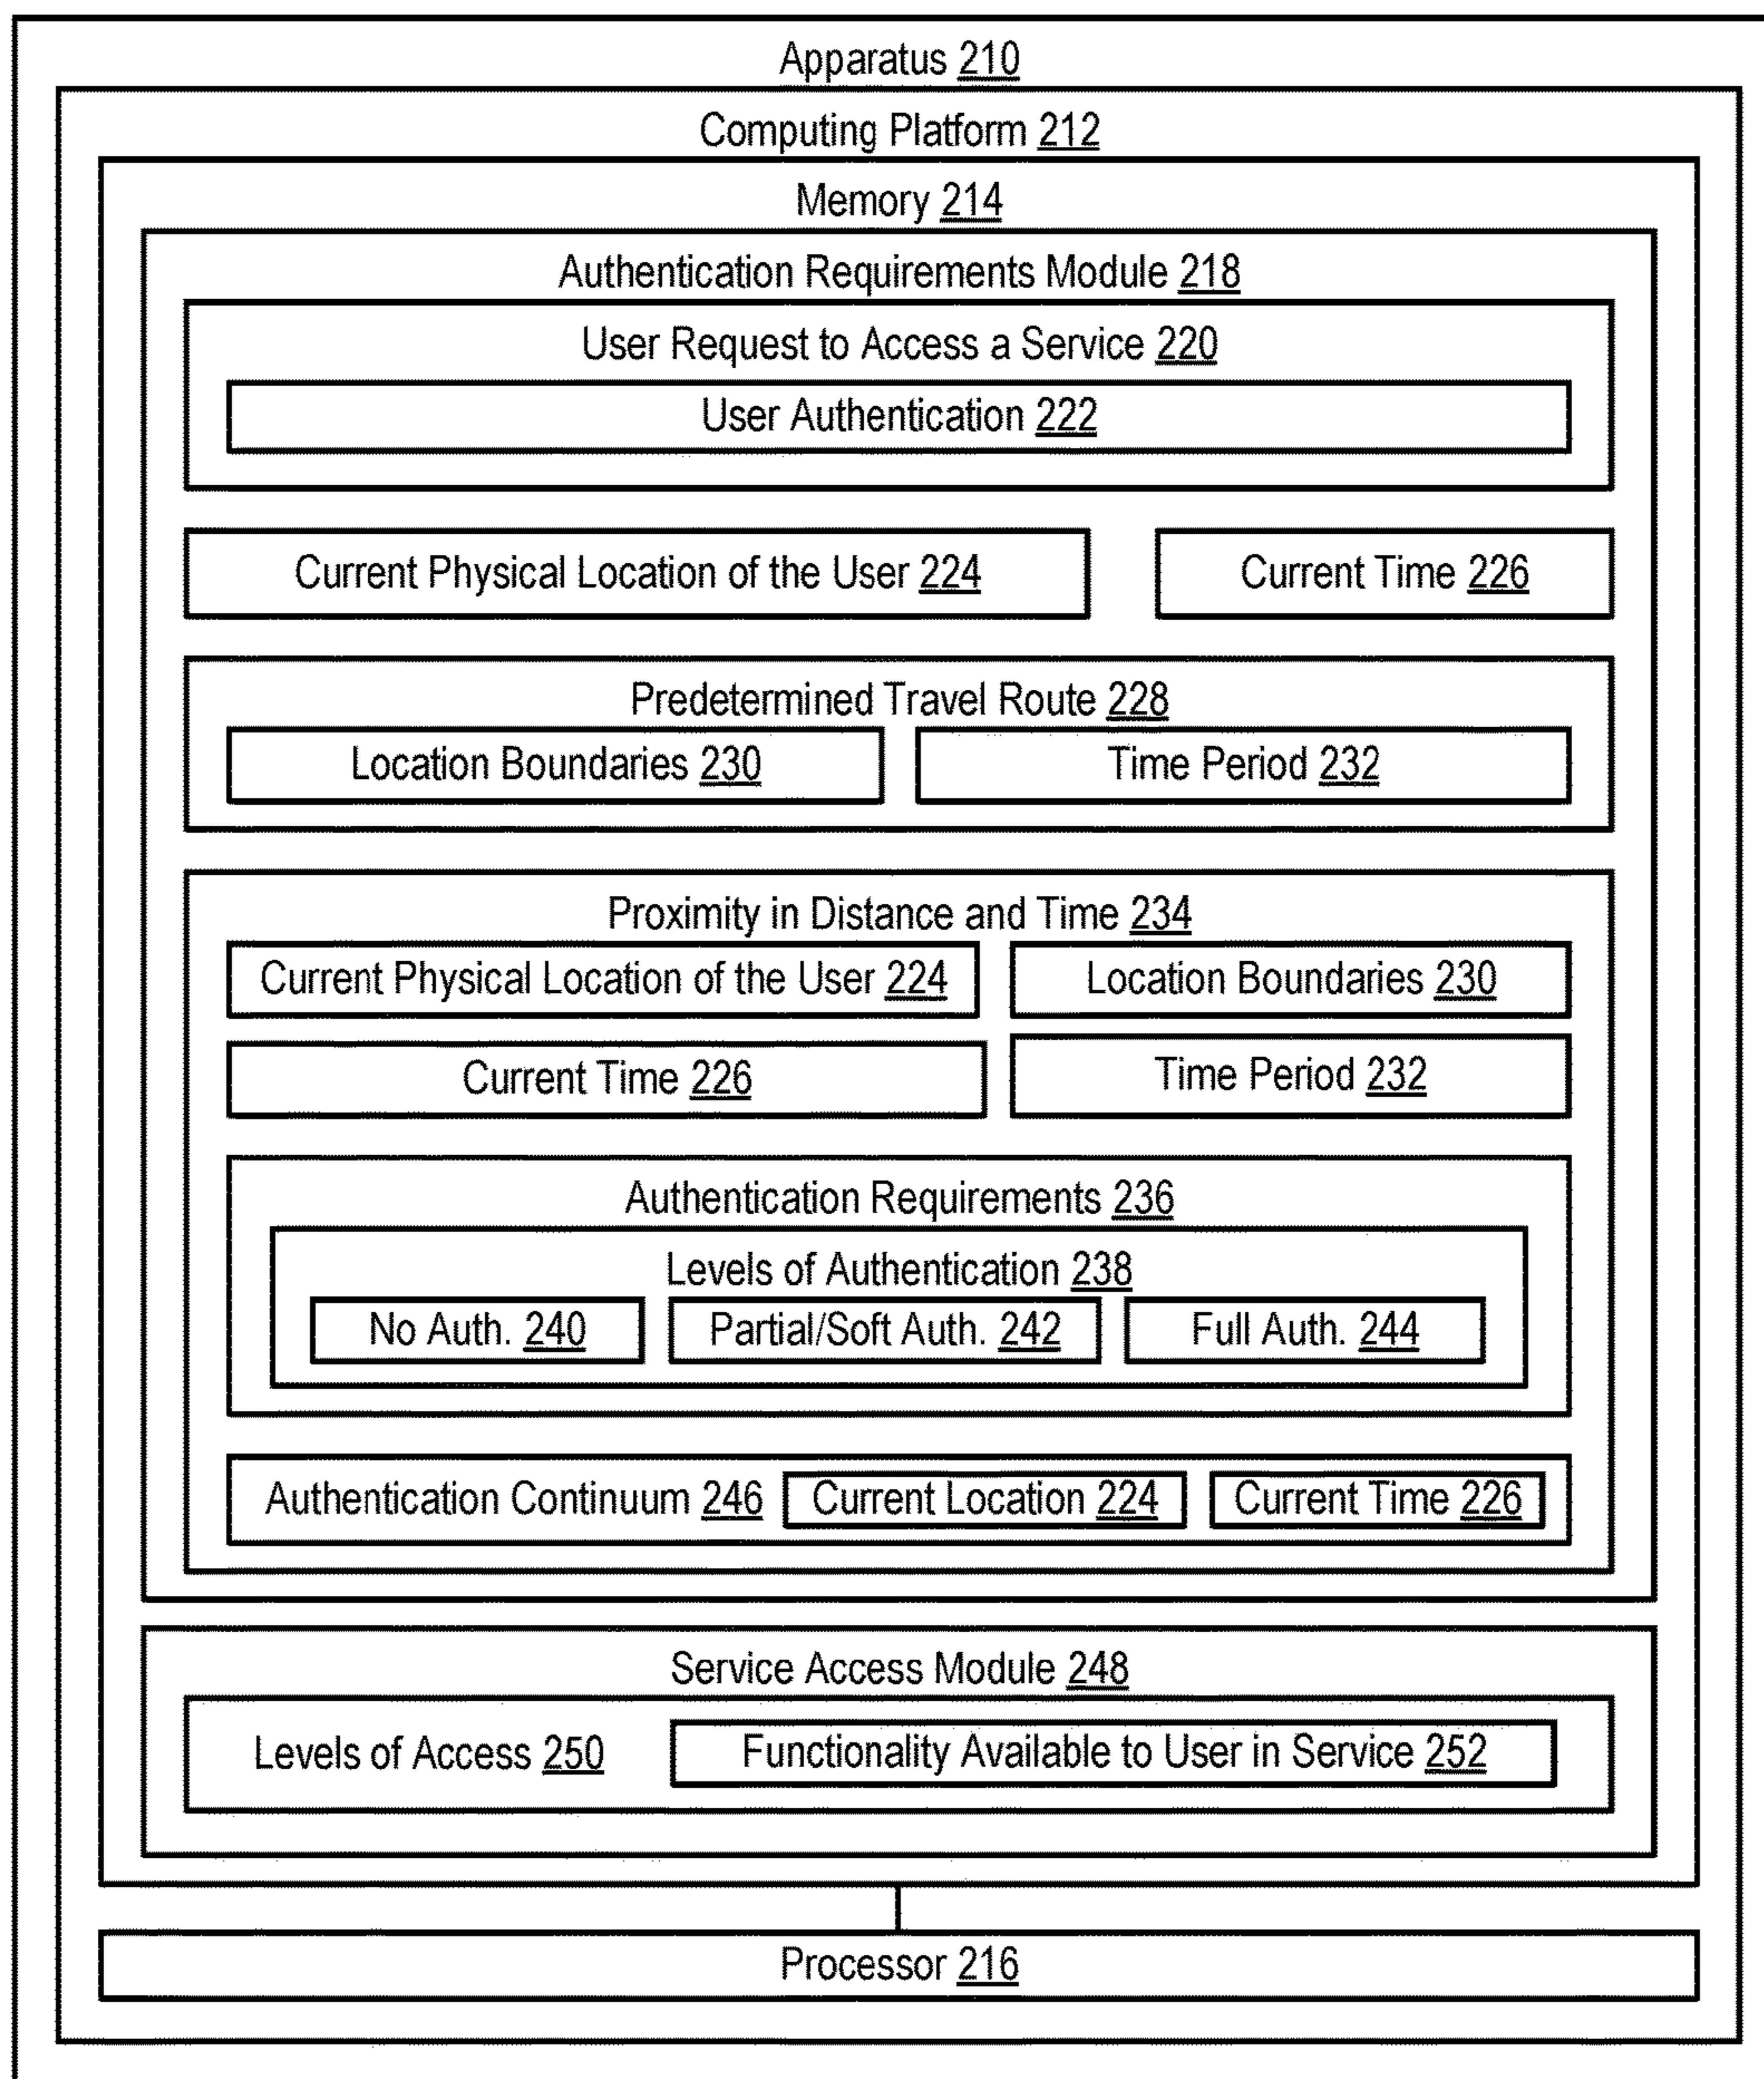 Apparatus 210
Computing Platform 212
Memory 214
Authentication Requirements Module 218
User Request to Access a Service 220
User Authentication 222
Current Physical Location of the User 224
Current Time 226
Predetermined Travel Route 228
Location Boundaries 230
Time Period 232
Proximity in Distance and Time 234
Current Physical Location of the User 224
Location Boundaries 230
Current Time 226
Time Period 232
Authentication Requirements 236
Levels of Authentication 238
No Auth. 240
Partial/Soft Auth. 242
Full Auth. 244
Authentication Continuum 246
Current Location 224
Current Time 226
Service Access Module 248
Levels of Access 250
Functionality Available to User in Service 252
Processor 216